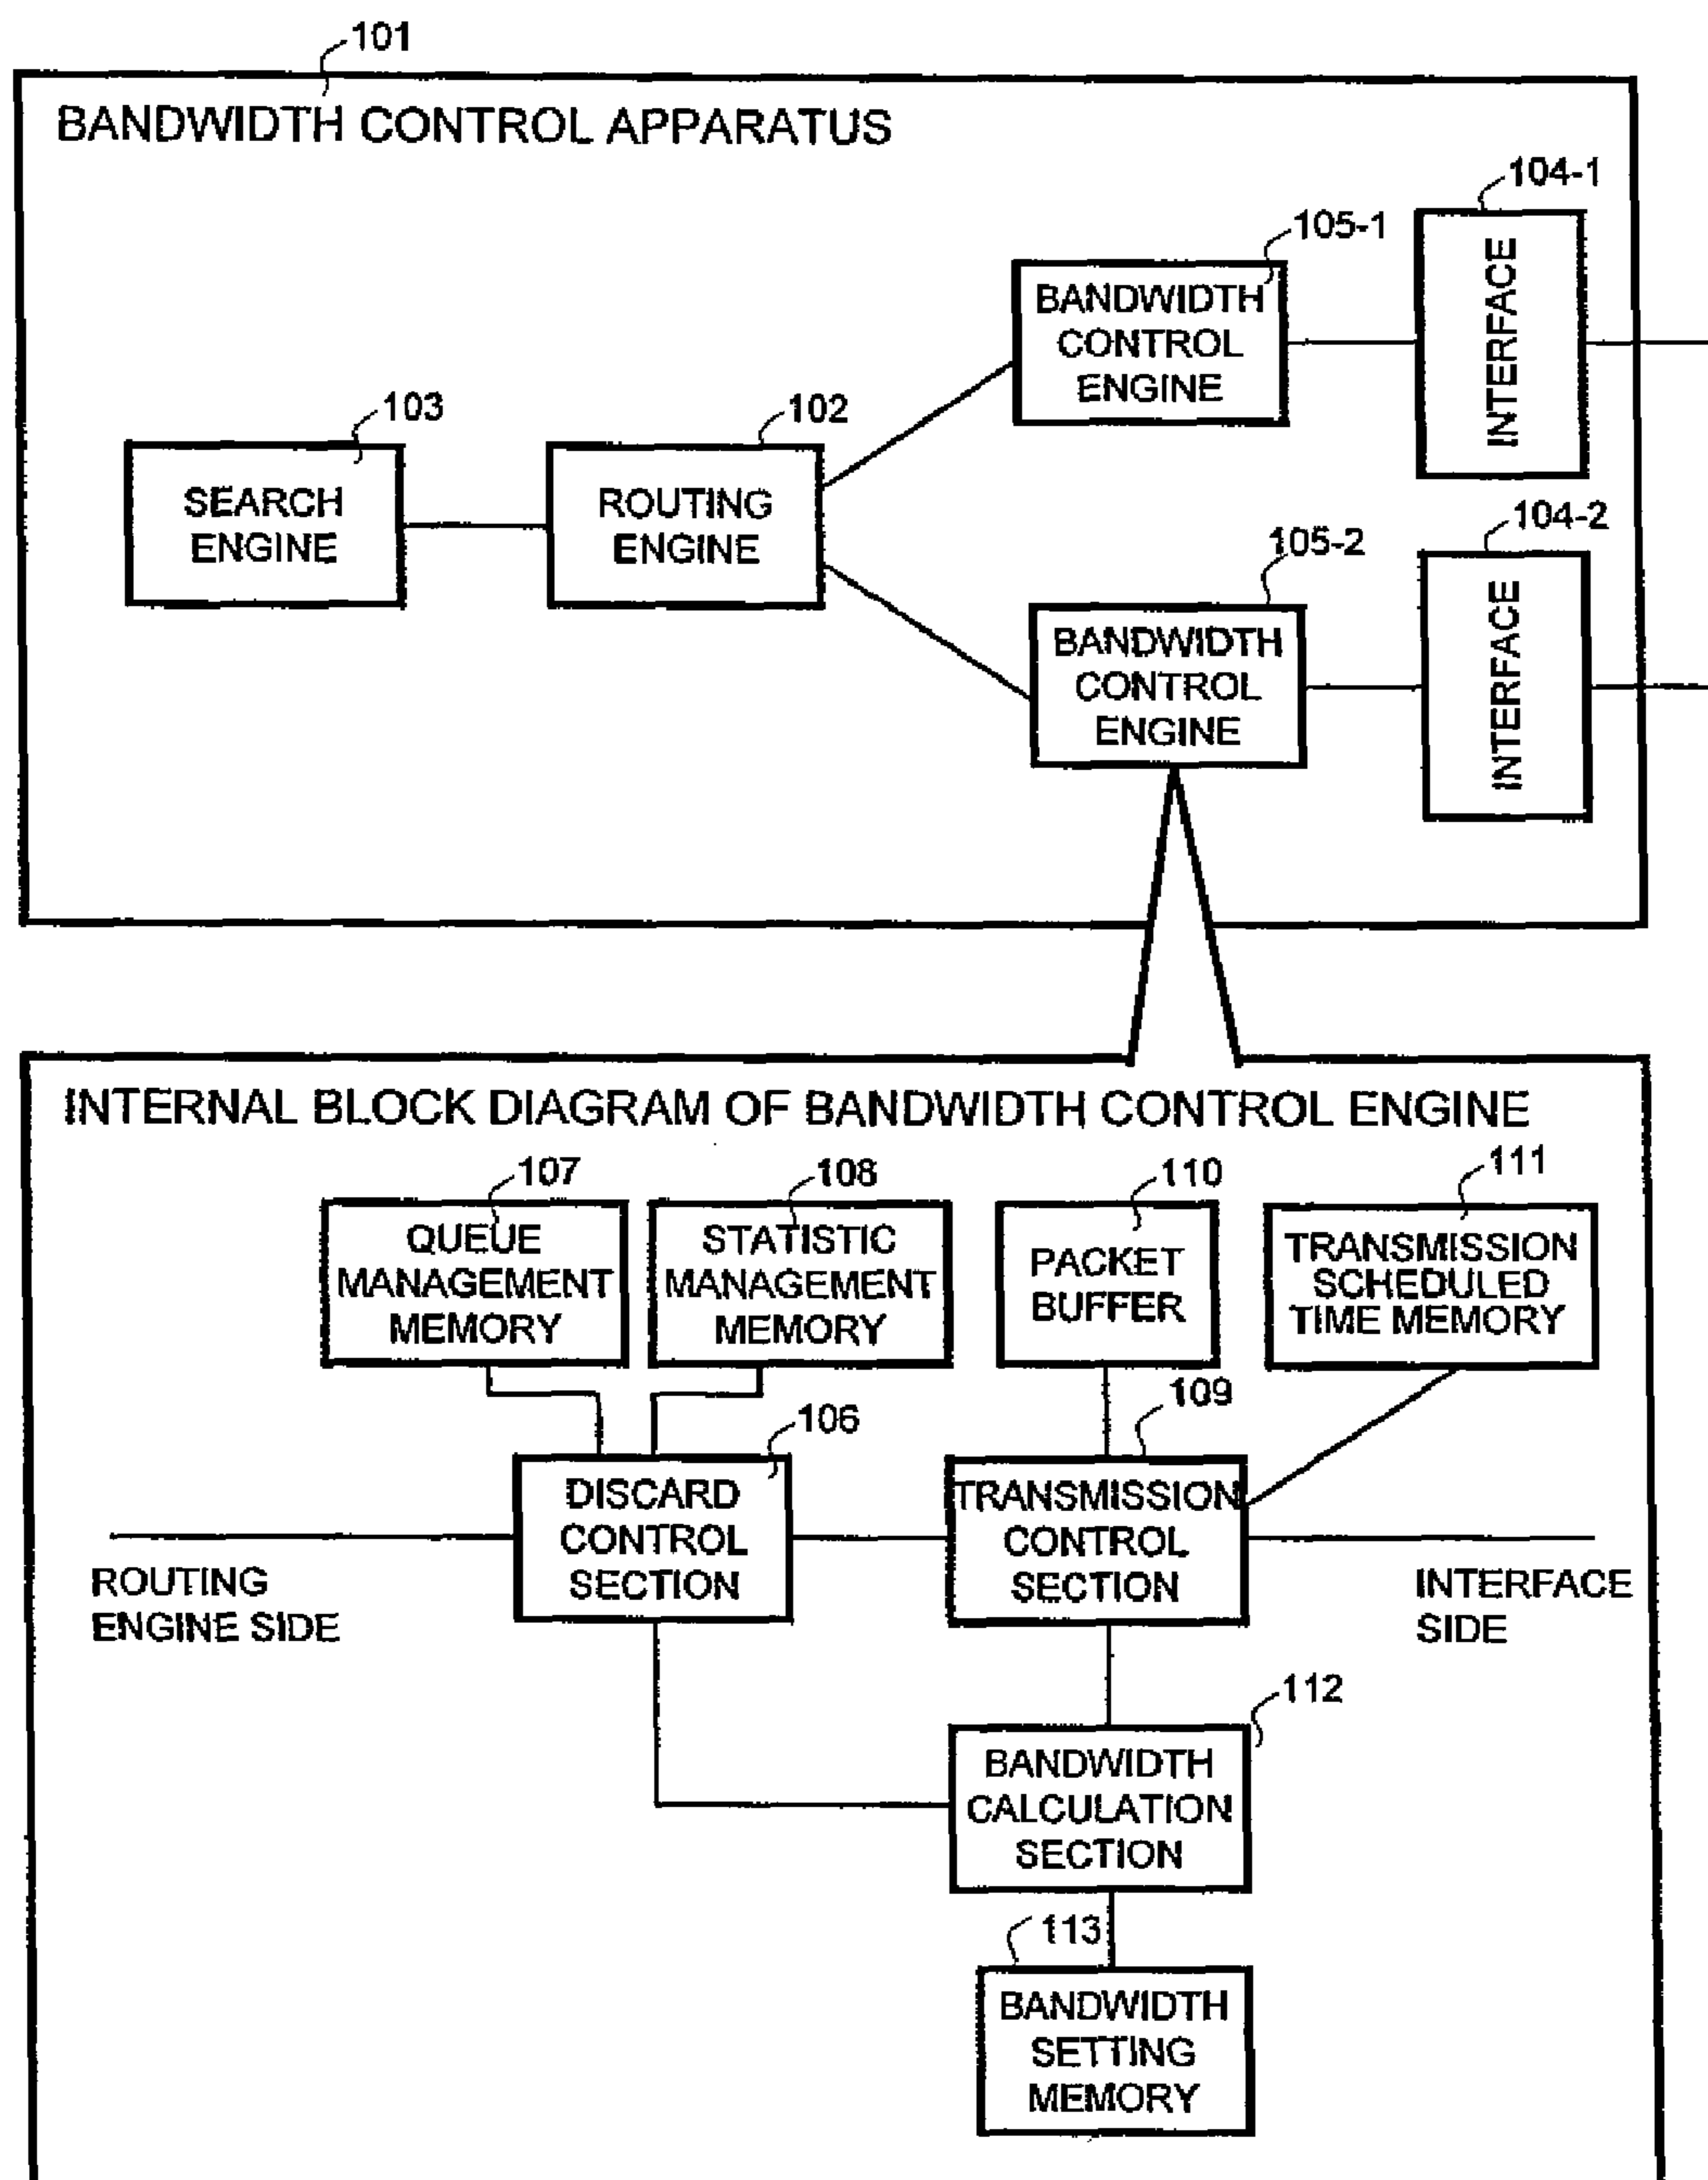 101
BANDWIDTH CONTROL APPARATUS
104-1
INTERFACE
105-1
BANDWIDTH
CONTROL
ENGINE
103
SEARCH
ENGINE
102
ROUTING
ENGINE
104-2
INTERFACE
105-2
BANDWIDTH
CONTROL
ENGINE
INTERNAL BLOCK DIAGRAM OF BANDWIDTH CONTROL ENGINE
107
QUEUE
MANAGEMENT
MEMORY
108
STATISTIC
MANAGEMENT
MEMORY
110
PACKET
BUFFER
111
TRANSMISSION
SCHEDULED
TIME MEMORY
106
DISCARD
CONTROL
SECTION
109
TRANSMISSION
CONTROL
SECTION
ROUTING
ENGINE SIDE
INTERFACE
SIDE
112
BANDWIDTH
CALCULATION
SECTION
113
BANDWIDTH
SETTING
MEMORY